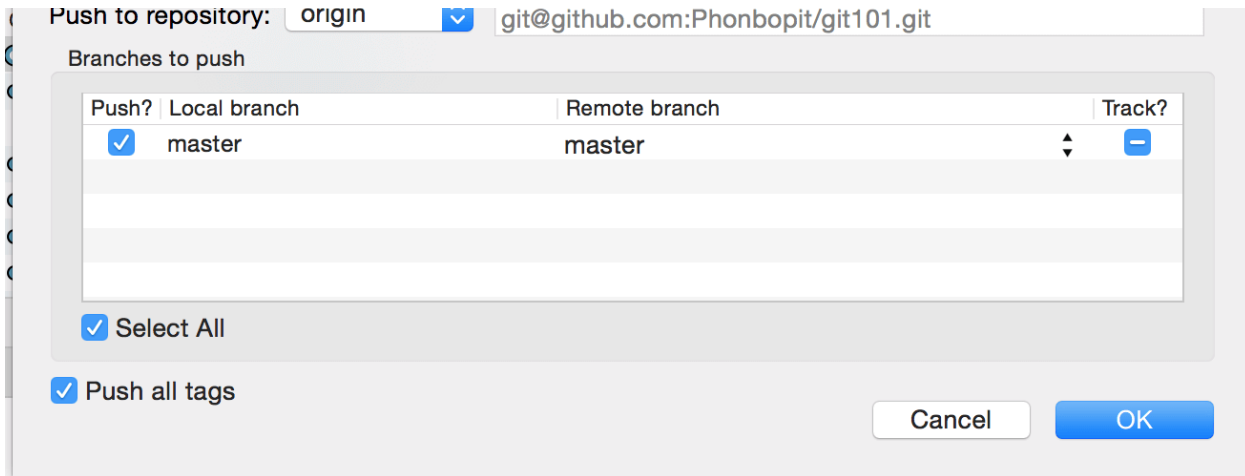 Push to repository: origin git@github.com:Phonbopit/git101.git
Branches to push
Push? Local branch Remote branch Track?
master master
Select All
Push all tags
Cancel OK